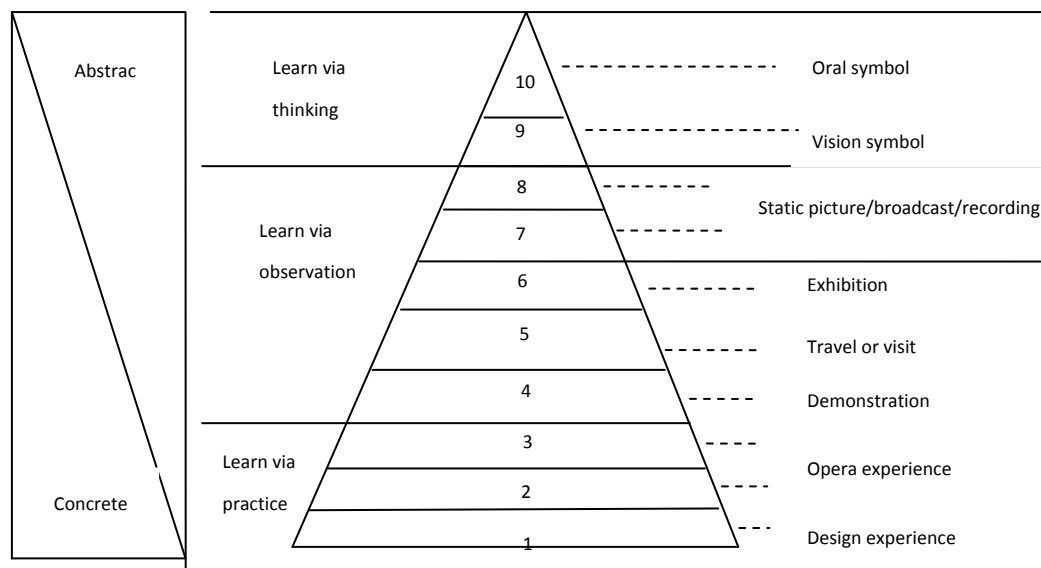 Abstrac
Learn via
thinking
10
Oral symbol
9
Vision symbol
8
Static picture/broadcast/recording
Learn via
observation
7
6
Exhibition
5
Travel or visit
4
Demonstration
3
Learn via
practice
Opera experience
2
Concrete
1
Design experience